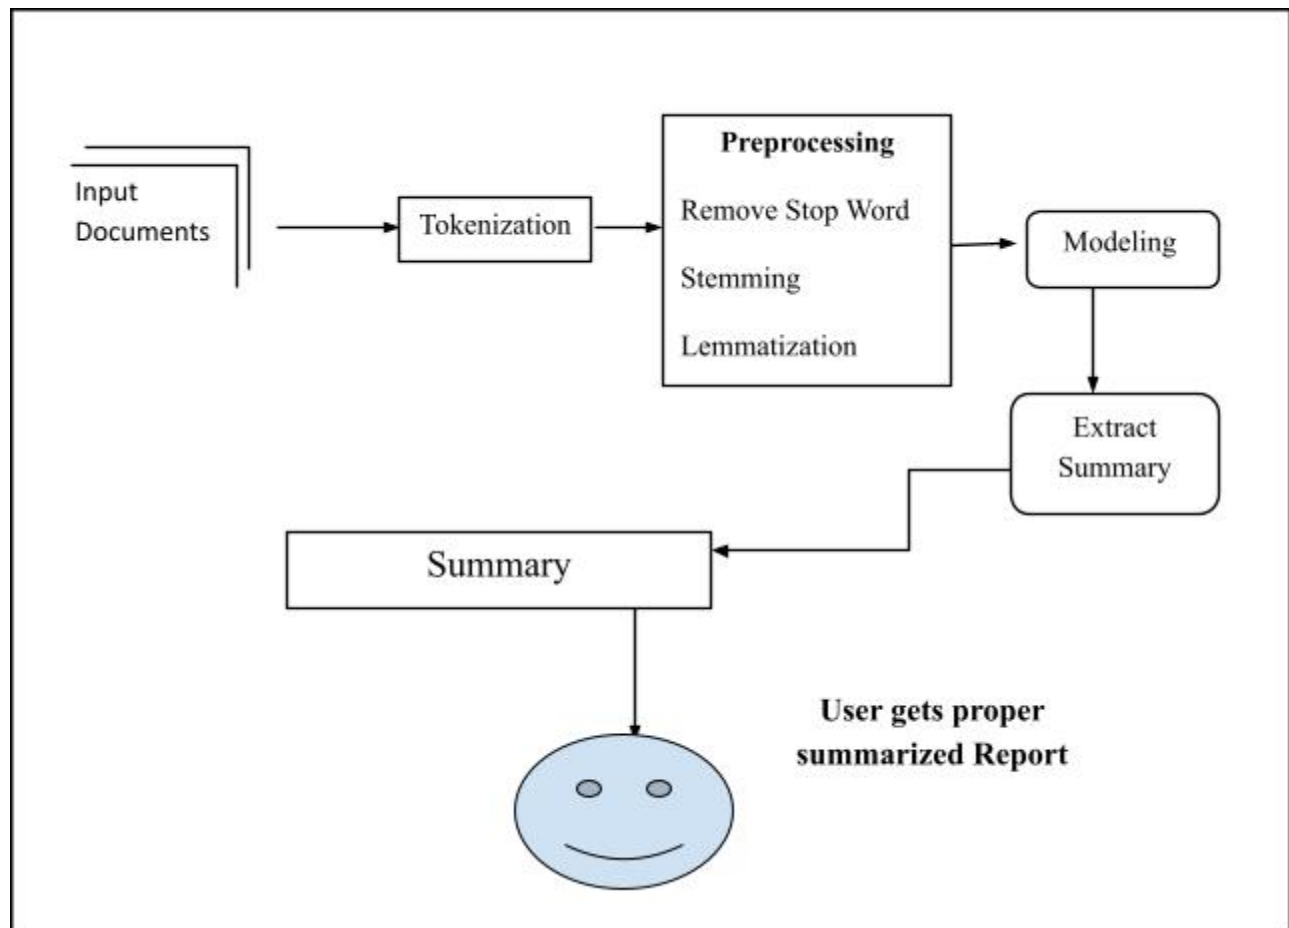 Input
Documents
Tokenization
Preprocessing
Remove Stop Word
Stemming
Lemmatization
Modeling
Extract
Summary
Summary
User gets proper
summarized Report